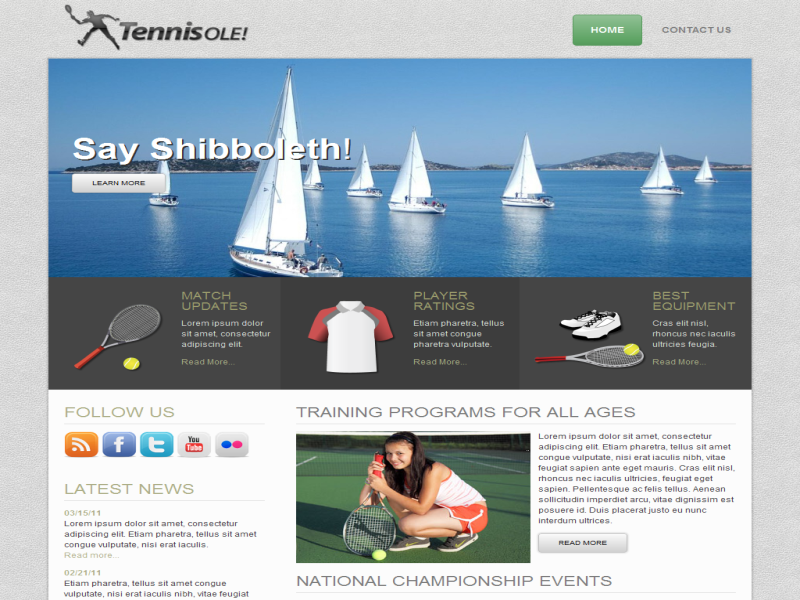 TennisOLE!
HOME
CONTACT US
Say Shibboleth!
LEARN MORE
MATCH
UPDATES
Lorem ipsum dolor
sit amet, consectetur
adipiscing elit.
Read More...
PLAYER
RATINGS
Etiam pharetra, tellus
sit amet congue
pharetra vulputate.
Read More...
BEST
EQUIPMENT
Cras elit nisl,
rhoncus nec iaculis
ultricies feugia.
Read More...
FOLLOW US
You
Tube
LATEST NEWS
03/15/11
Lorem ipsum dolor sit amet, consectetur
adipiscing elit. Etiam pharetra, tellus sit amet
congue vulputate, nisi erat iaculis.
Read more...
02/21/11
Etiam pharetra, tellus sit amet congue
vulputate, nisi erat iaculis nibh, vitae feugiat
TRAINING PROGRAMS FOR ALL AGES
Lorem ipsum dolor sit amet, consectetur
adipiscing elit. Etiam pharetra, tellus sit amet
congue vulputate, nisi erat iaculis nibh, vitae
feugiat sapien ante eget mauris. Cras elit nisl,
rhoncus nec iaculis ultricies, feugiat eget
sapien. Pellentesque ac felis tellus. Aenean
sollicitudin imperdiet arcu, vitae dignissim est
posuere id. Duis placerat justo eu nunc
interdum ultrices.
READ MORE
NATIONAL CHAMPIONSHIP EVENTS